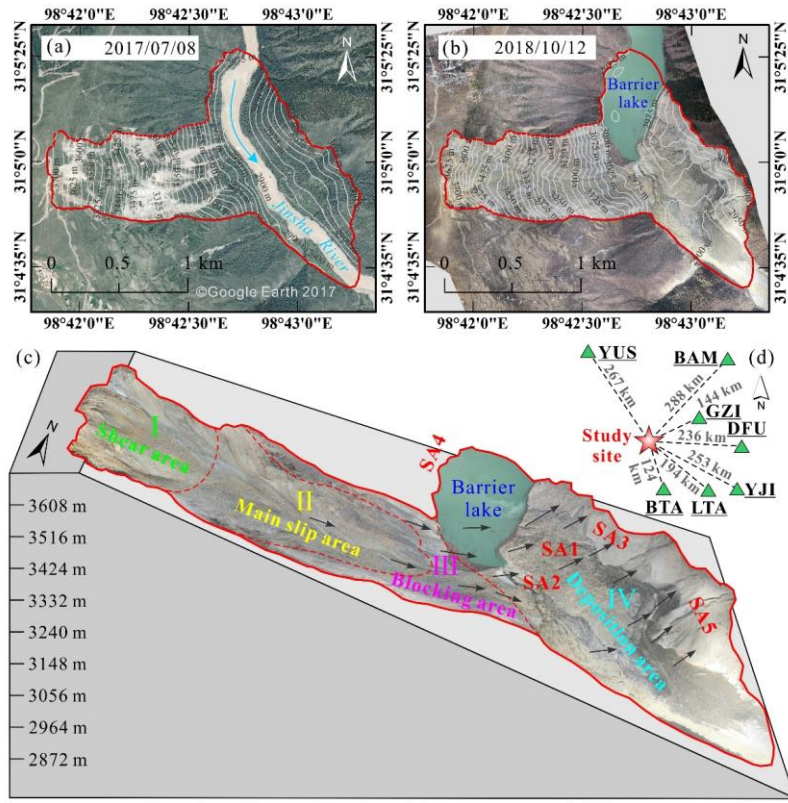 98°42'0"E 98°42'30"E 98°43'0"E
98°42'0"E 98°42'30"E 98°43'0"E
31°5'25"N
31°5'0"N
31°4'35"N
(a)
2017/07/08
N
2900 m
3325 m
Jinsha River
0 0.5 1 km
©Google Earth 2017
98°42'0"E 98°42'30"E 98°43'0"E
(b)
2018/10/12
N
Barrier
lake
2925 m
0 0.5 1 km
31°5'25"N
31°5'0"N
31°4'35"N
98°42'0"E 98°42'30"E 98°43'0"E
(c)
N
I
Shear area
II
Main slip area
III
Blocking area
SA4
Barrier
lake
SA1
SA2
SA3
IV
Deposition area
SA5
3608 m
3516 m
3424 m
3332 m
3240 m
3148 m
3056 m
2964 m
2872 m
(d)
N
YUS
BAM
267 km
288 km
144 km
GZI
DFU
Study
site
236 km
253 km
194 km
124
km
BTA
LTA
YJI